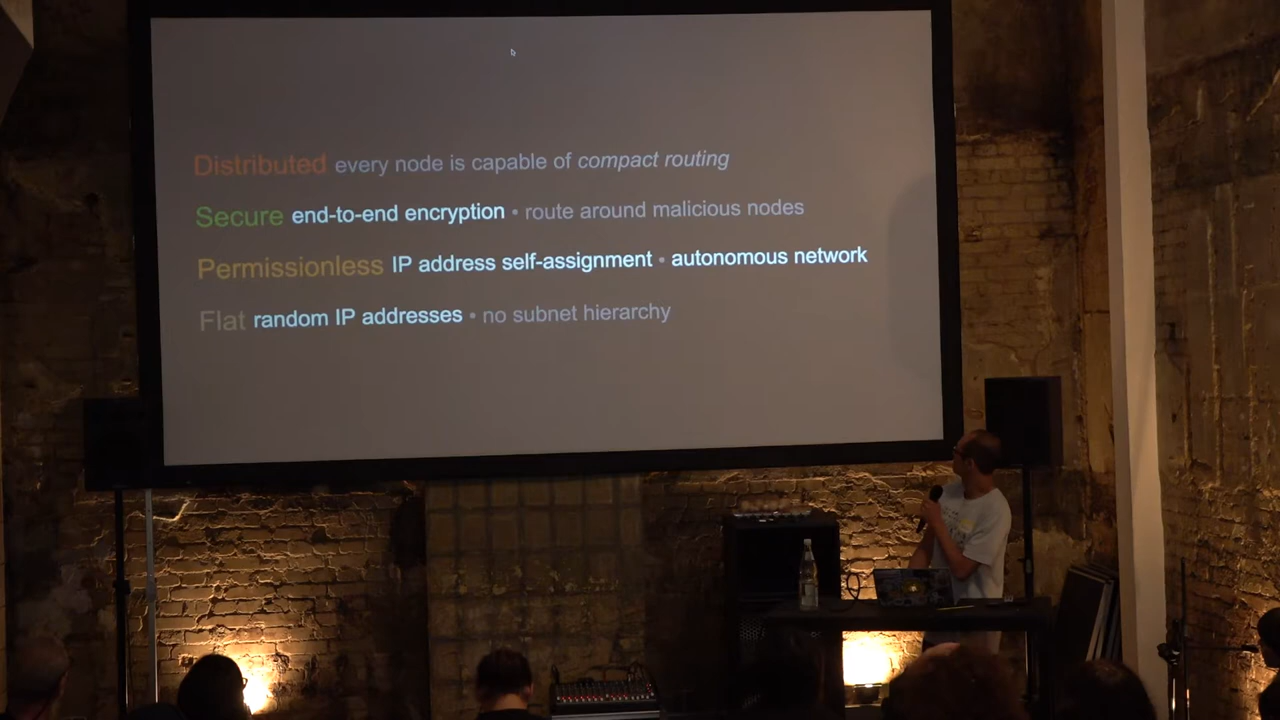 Distributed every node is capable of compact routing
Secure end-to-end encryption • route around malicious nodes
Permissionless IP address self-assignment • autonomous network
Flat random IP addresses • no subnet hierarchy